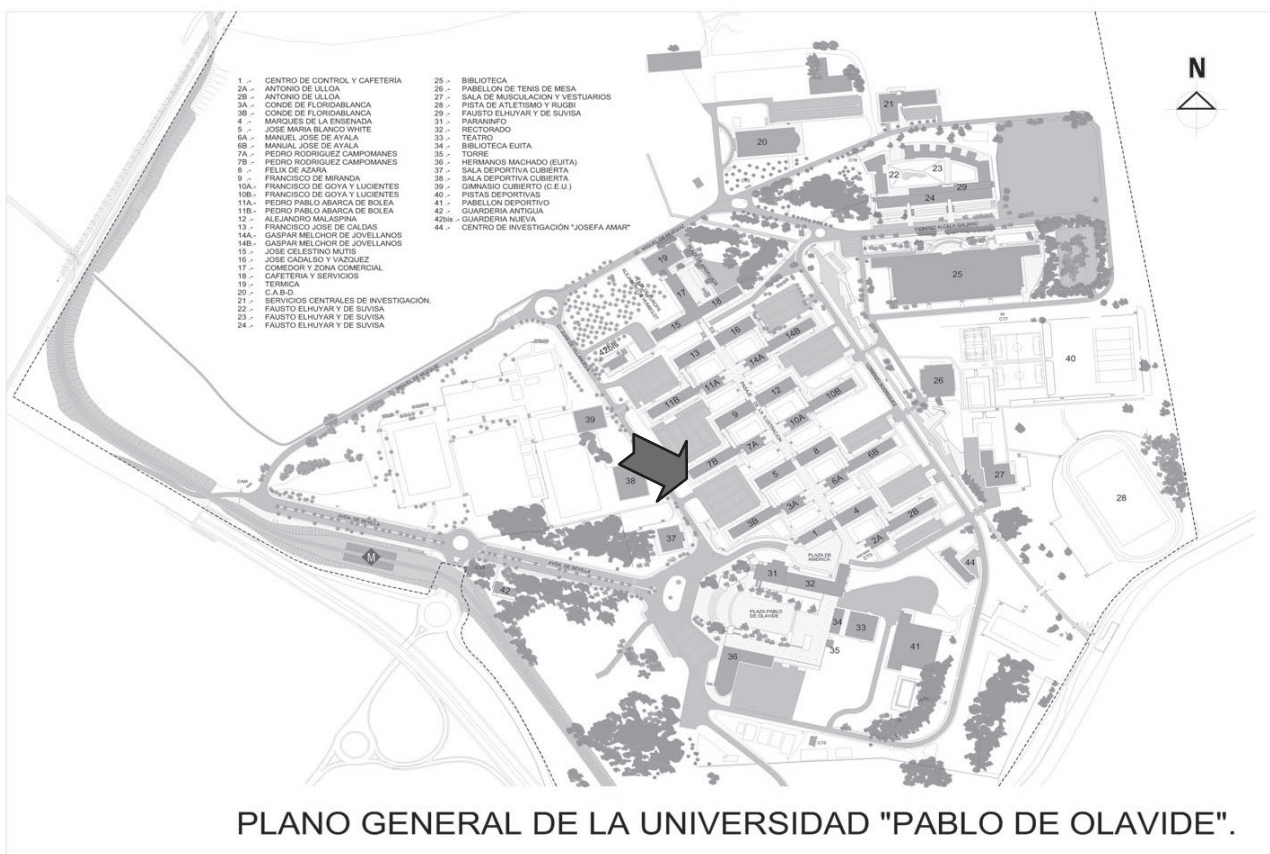 N
1 .- CENTRO DE CONTROL Y CAFETERÍA
2A .- ANTONIO DE ULLOA
2B .- ANTONIO DE ULLOA
3A .- CONDE DE FLORIDABLANCA
3B .- CONDE DE FLORIDABLANCA
4 .- MARQUES DE LA ENSENADA
5 .- JOSE MARIA BLANCO WHITE
6A .- MANUEL JOSE DE AYALA
6B .- MANUAL JOSE DE AYALA
7A .- PEDRO RODRIGUEZ CAMPOMANES
7B .- PEDRO RODRIGUEZ CAMPOMANES
8 .- FELIX DE AZARA
9 .- FRANCISCO DE MIRANDA
10A.- FRANCISCO DE GOYA Y LUCIENTES
10B.- FRANCISCO DE GOYA Y LUCIENTES
11A.- PEDRO PABLO ABARCA DE BOLEA
11B.- PEDRO PABLO ABARCA DE BOLEA
12 .- ALEJANDRO MALASPINA
13 .- FRANCISCO JOSE DE CALDAS
14A.- GASPAR MELCHOR DE JOVELLANOS
14B.- GASPAR MELCHOR DE JOVELLANOS
15 .- JOSE CELESTINO MUTIS
16 .- JOSE CADALSO Y VAZQUEZ
17 .- COMEDOR Y ZONA COMERCIAL
18 .- CAFETERIA Y SERVICIOS
19 .- TERMICA
20 .- C.A.B-D.
21 .- SERVICIOS CENTRALES DE INVESTIGACIÓN.
22 .- FAUSTO ELHUYAR Y DE SUVISA
23 .- FAUSTO ELHUYAR Y DE SUVISA
24 .- FAUSTO ELHUYAR Y DE SUVISA
25 .- BIBLIOTECA
26 .- PABELLON DE TENIS DE MESA
27 .- SALA DE MUSCULACION Y VESTUARIOS
28 .- PISTA DE ATLETISMO Y RUGBI
29 .- FAUSTO ELHUYAR Y DE SUVISA
31 .- PARANINFO
32 .- RECTORADO
33 .- TEATRO
34 .- BIBLIOTECA EUITA
35 .- TORRE
36 .- HERMANOS MACHADO (EUITA)
37 .- SALA DEPORTIVA CUBIERTA
38 .- SALA DEPORTIVA CUBIERTA
39 .- GIMNASIO CUBIERTO (C.E.U.)
40 .- PISTAS DEPORTIVAS
41 .- PABELLON DEPORTIVO
42 .- GUARDERIA ANTIGUA
42bis .- GUARDERIA NUEVA
44 .- CENTRO DE INVESTIGACIÓN "JOSEFA AMAR"
21
20
22
23
29
24
DIONISIO ALCALA GALIANO
25
19
17
18
15
16
14B
42bis
13
14A
40
26
11A
12
10B
11B
9
10A
39
7A
8
6B
7B
5
6A
27
38
3A
4
2B
28
3B
1
2A
37
PLAZA DE
AMERICA
44
AVDA. DE SEVILLA
M
AVDA. DE SEVILLA
42
31
32
PLAZA PABLO
DE OLAVIDE
34
33
35
36
41
PLANO GENERAL DE LA UNIVERSIDAD "PABLO DE OLAVIDE".